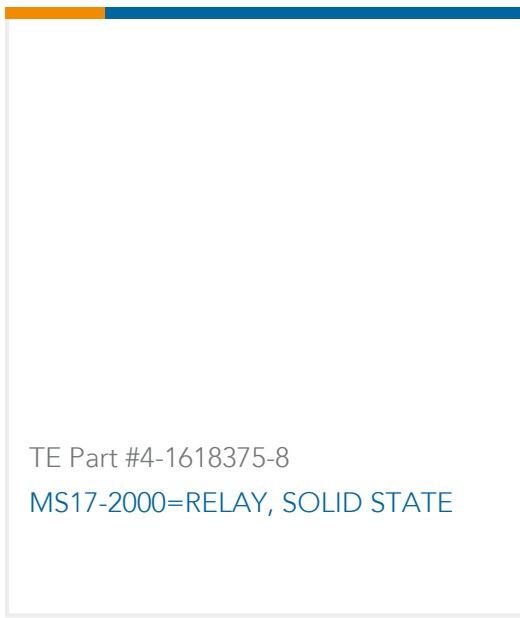 TE Part #4-1618375-8
MS17-2000=RELAY, SOLID STATE